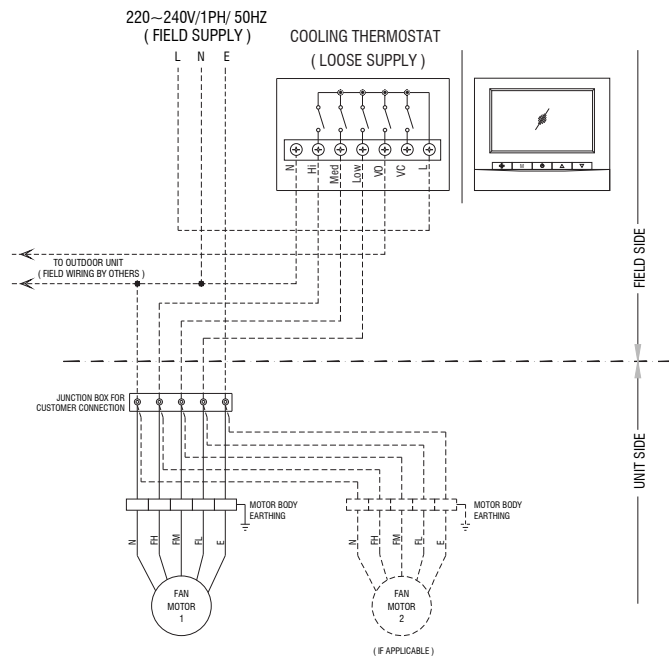 220~240V/1PH/ 50HZ
( FIELD SUPPLY )
L N E
COOLING THERMOSTAT
( LOOSE SUPPLY )
N Hi Med Low VO VC L
TO OUTDOOR UNIT
( FIELD WIRING BY OTHERS )
FIELD SIDE
JUNCTION BOX FOR
CUSTOMER CONNECTION
UNIT SIDE
MOTOR BODY
EARTHING
MOTOR BODY
EARTHING
N FH FM FL E
N FH FM FL E
FAN
MOTOR
1
FAN
MOTOR
2
( IF APPLICABLE )